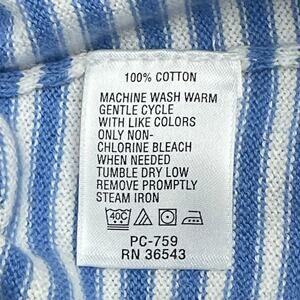 100% COTTON
MACHINE WASH WARM
GENTLE CYCLE
WITH LIKE COLORS
ONLY NON-
CHLORINE BLEACH
WHEN NEEDED
TUMBLE DRY LOW
REMOVE PROMPTLY
STEAM IRON
40C
PC-759
RN 36543